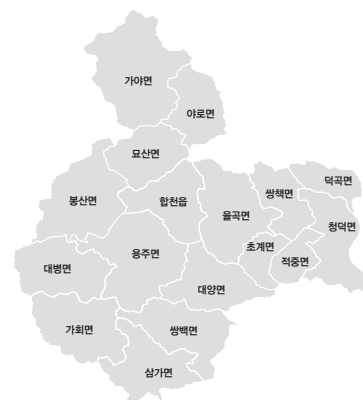 가야면
야로면
묘산면
봉산면
합천읍
율곡면
쌍책면
덕곡면
청덕면
초계면
적중면
용주면
대병면
대양면
가회면
쌍백면
삼가면